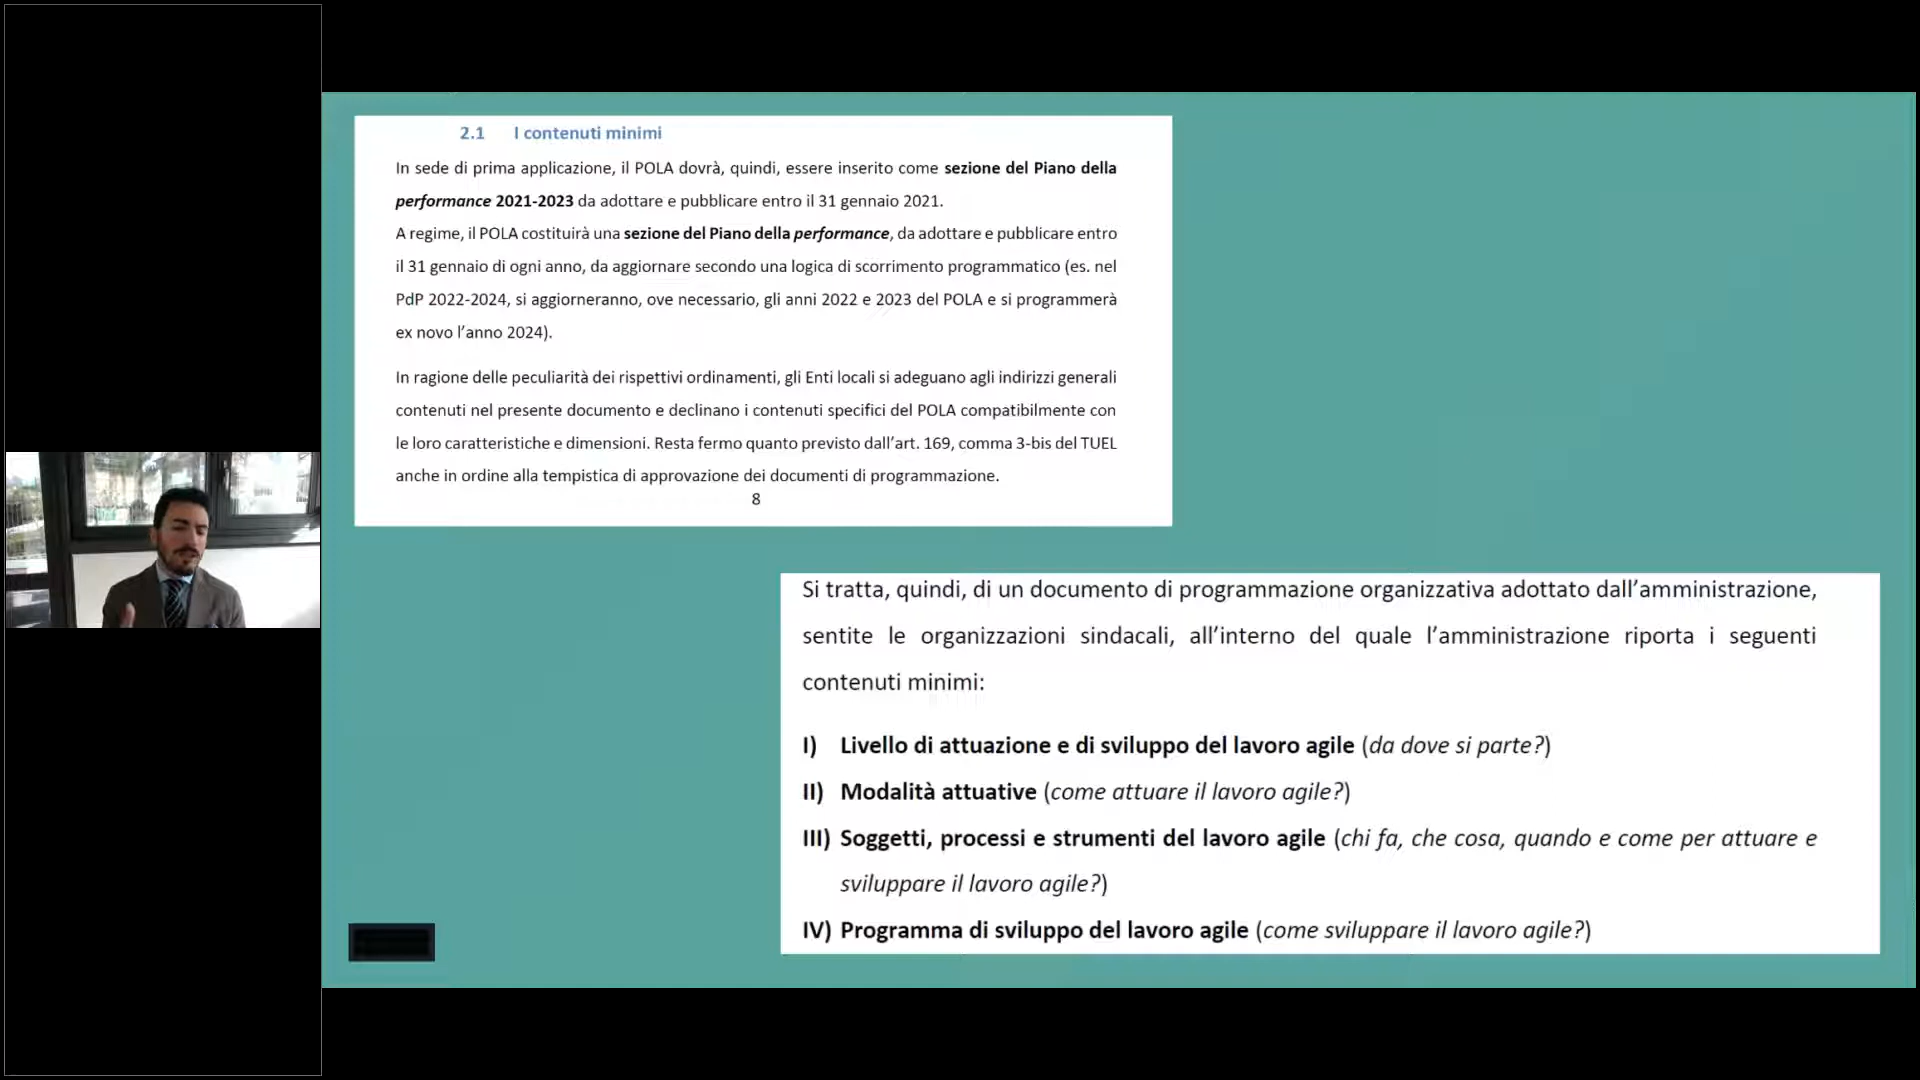 2.1 I contenuti minimi
In sede di prima applicazione, il POLA dovrà, quindi, essere inserito come sezione del Piano della
performance 2021-2023 da adottare e pubblicare entro il 31 gennaio 2021.
A regime, il POLA costituirà una sezione del Piano della performance, da adottare e pubblicare entro
il 31 gennaio di ogni anno, da aggiornare secondo una logica di scorrimento programmatico (es. nel
PdP 2022-2024, si aggiorneranno, ove necessario, gli anni 2022 e 2023 del POLA e si programmerà
ex novo l’anno 2024).
In ragione delle peculiarità dei rispettivi ordinamenti, gli Enti locali si adeguano agli indirizzi generali
contenuti nel presente documento e declinano i contenuti specifici del POLA compatibilmente con
le loro caratteristiche e dimensioni. Resta fermo quanto previsto dall’art. 169, comma 3-bis del TUEL
anche in ordine alla tempistica di approvazione dei documenti di programmazione.
8
Si tratta, quindi, di un documento di programmazione organizzativa adottato dall’amministrazione,
sentite le organizzazioni sindacali, all’interno del quale l’amministrazione riporta i seguenti
contenuti minimi:
I) Livello di attuazione e di sviluppo del lavoro agile (da dove si parte?)
II) Modalità attuative (come attuare il lavoro agile?)
III) Soggetti, processi e strumenti del lavoro agile (chi fa, che cosa, quando e come per attuare e
sviluppare il lavoro agile?)
IV) Programma di sviluppo del lavoro agile (come sviluppare il lavoro agile?)